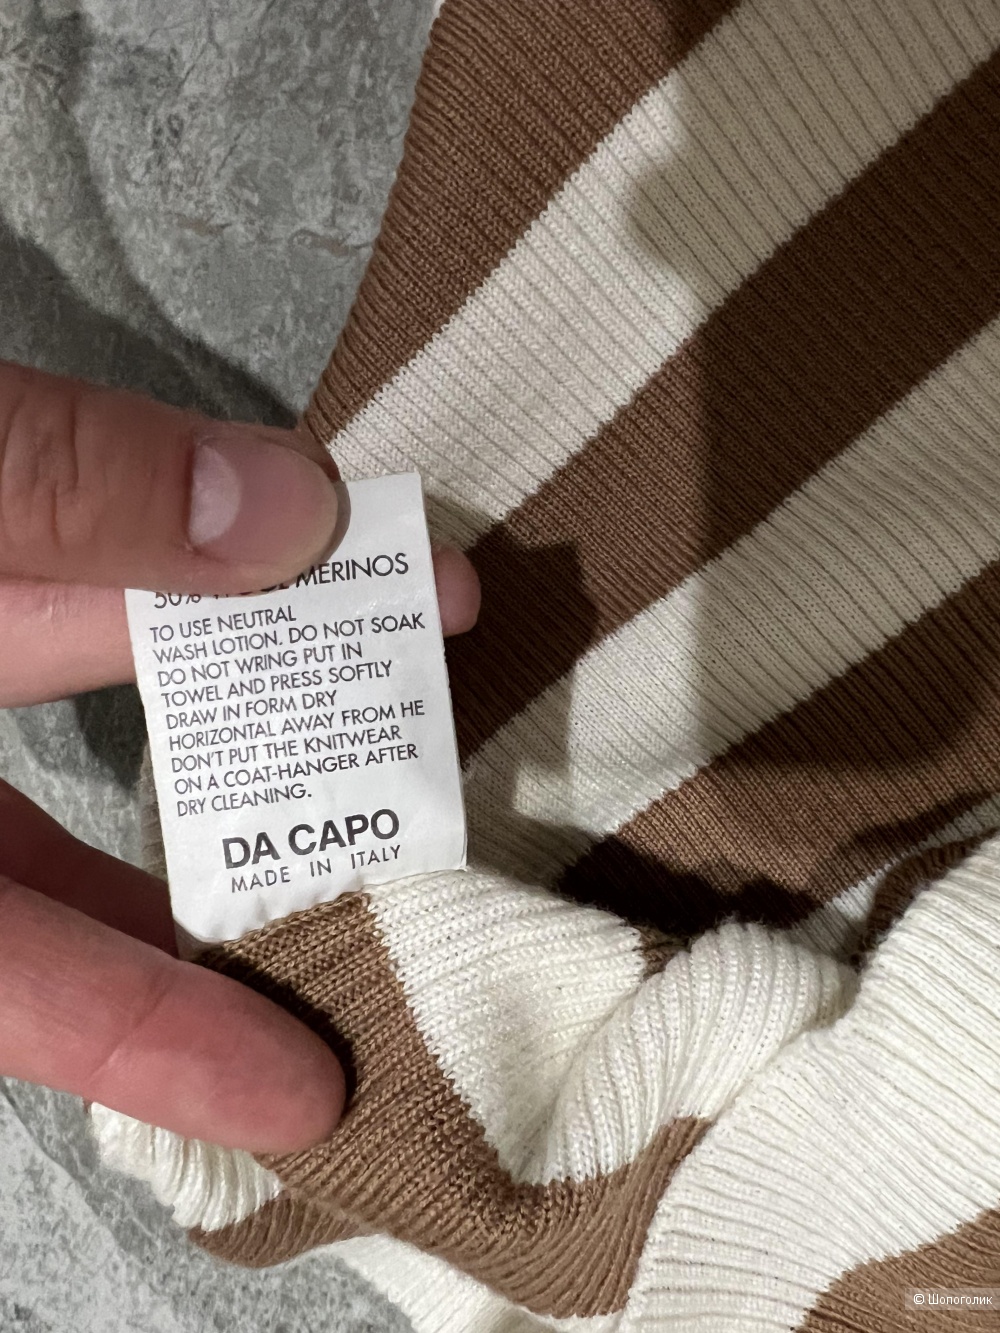 50% WOOL MERINOS
TO USE NEUTRAL
WASH LOTION. DO NOT SOAK
DO NOT WRING PUT IN
TOWEL AND PRESS SOFTLY
DRAW IN FORM DRY
HORIZONTAL AWAY FROM HE
DON'T PUT THE KNITWEAR
ON A COAT-HANGER AFTER
DRY CLEANING.
DA CAPO
MADE IN ITALY
© Шопоголик